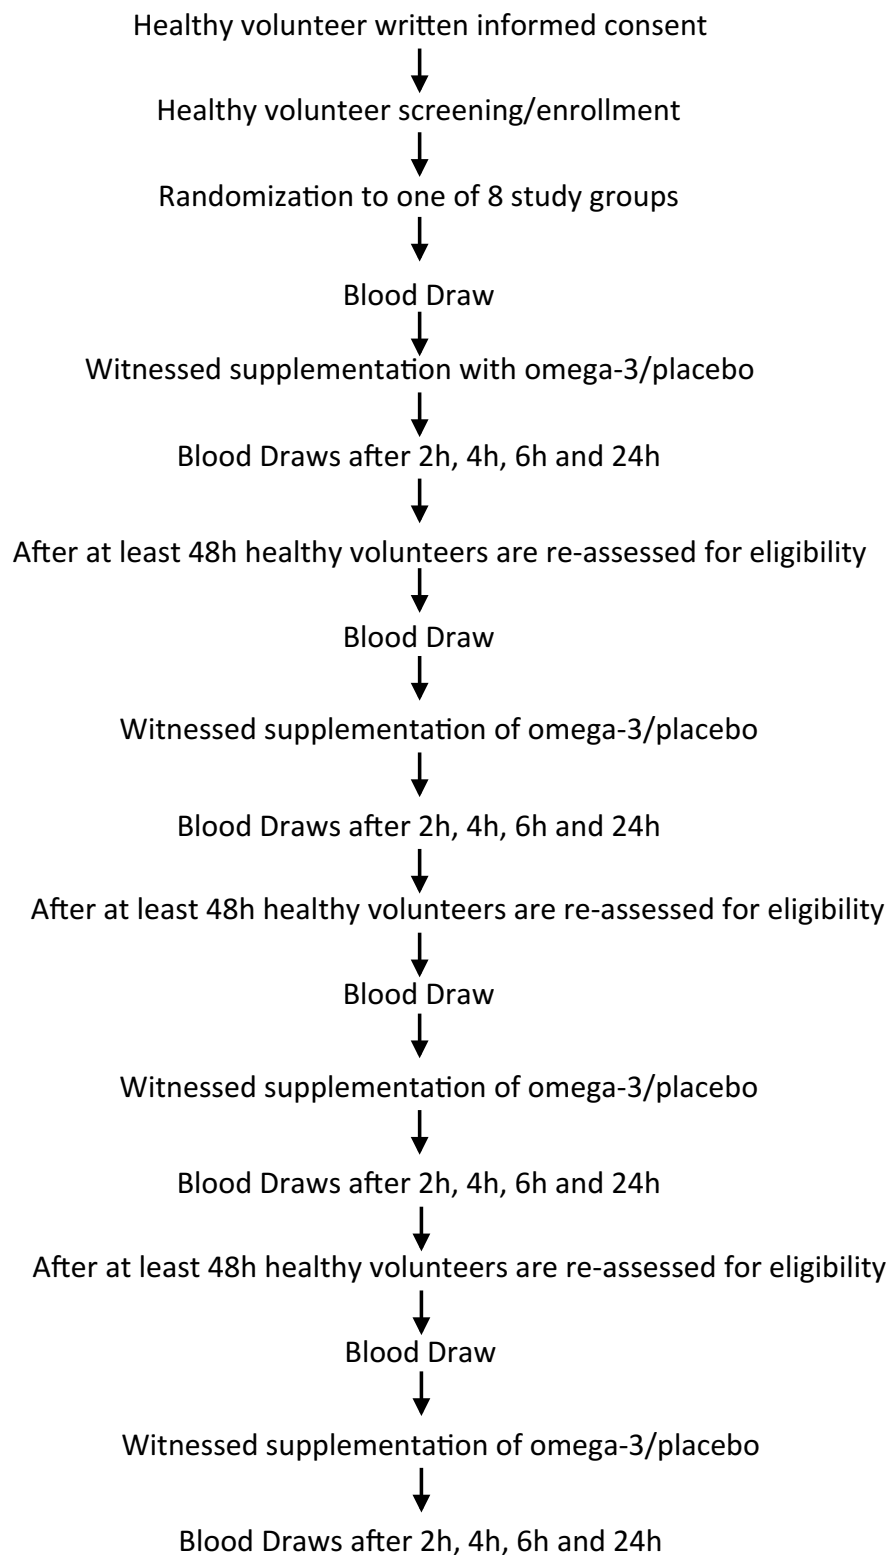 Healthy volunteer written informed consent
Healthy volunteer screening/enrollment
Randomization to one of 8 study groups
Blood Draw
Witnessed supplementation with omega-3/placebo
Blood Draws after 2h, 4h, 6h and 24h
After at least 48h healthy volunteers are re-assessed for eligibility
Blood Draw
Witnessed supplementation of omega-3/placebo
Blood Draws after 2h, 4h, 6h and 24h
After at least 48h healthy volunteers are re-assessed for eligibility
Blood Draw
Witnessed supplementation of omega-3/placebo
Blood Draws after 2h, 4h, 6h and 24h
After at least 48h healthy volunteers are re-assessed for eligibility
Blood Draw
Witnessed supplementation of omega-3/placebo
Blood Draws after 2h, 4h, 6h and 24h